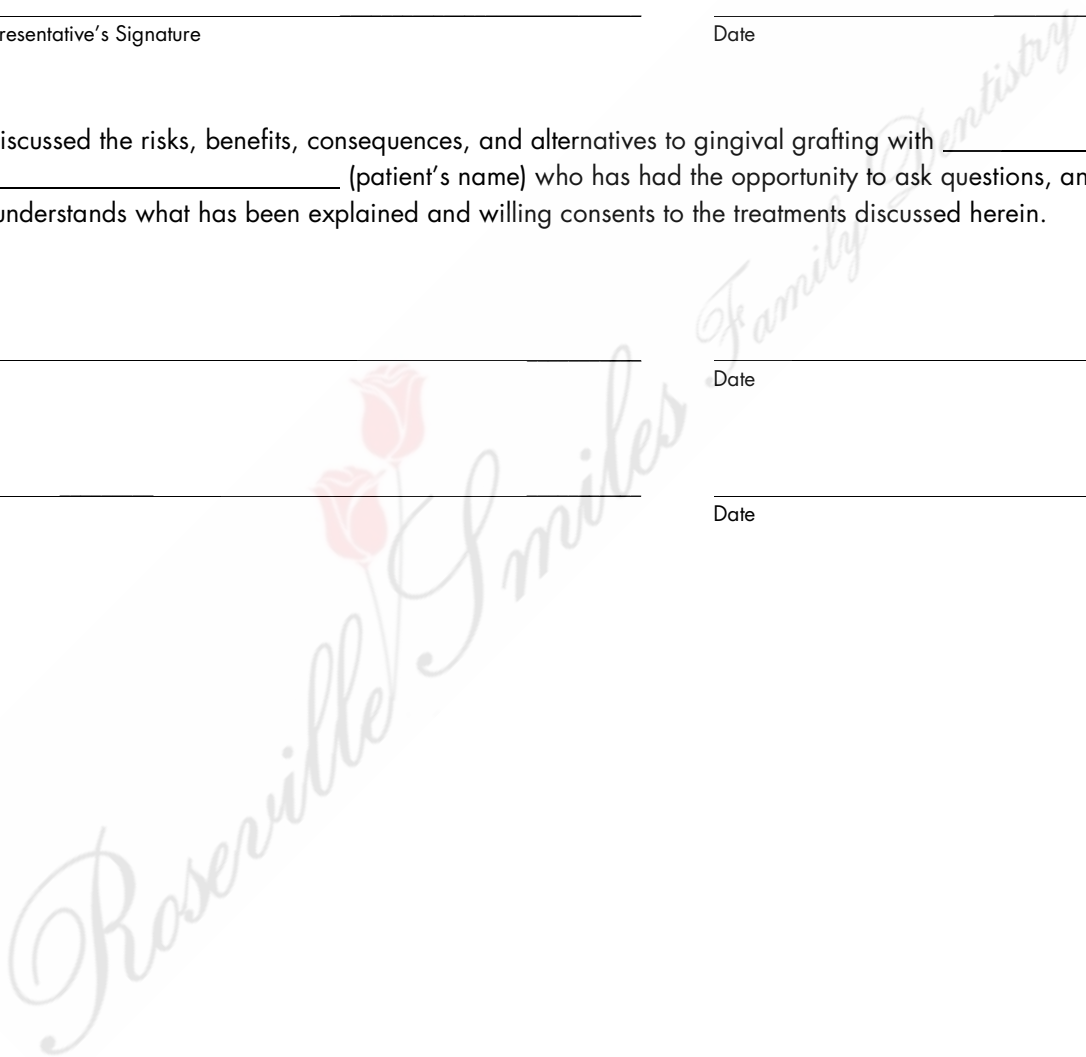 resentative’s Signature Date
iscussed the risks, benefits, consequences, and alternatives to gingival grafting with
(patient’s name) who has had the opportunity to ask questions, an
understands what has been explained and willing consents to the treatments discussed herein.
Date
Date
Roseville Smiles Family Dentistry